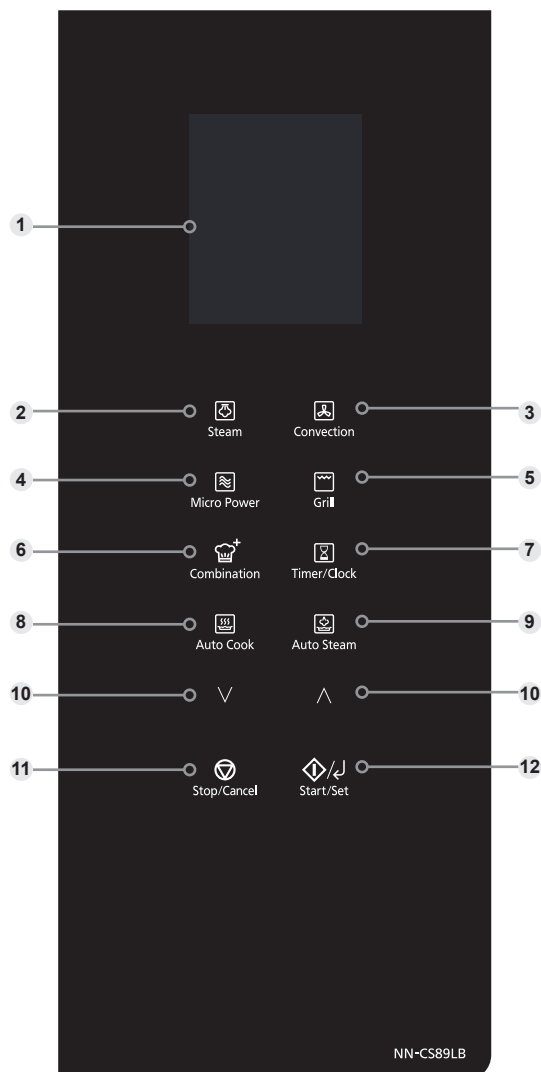 1
2 Steam Convection 3
4 Micro Power Grill 5
6 Combination Timer/Clock 7
8 Auto Cook Auto Steam 9
10 10
11 Stop/Cancel Start/Set 12
NN-CS89LB